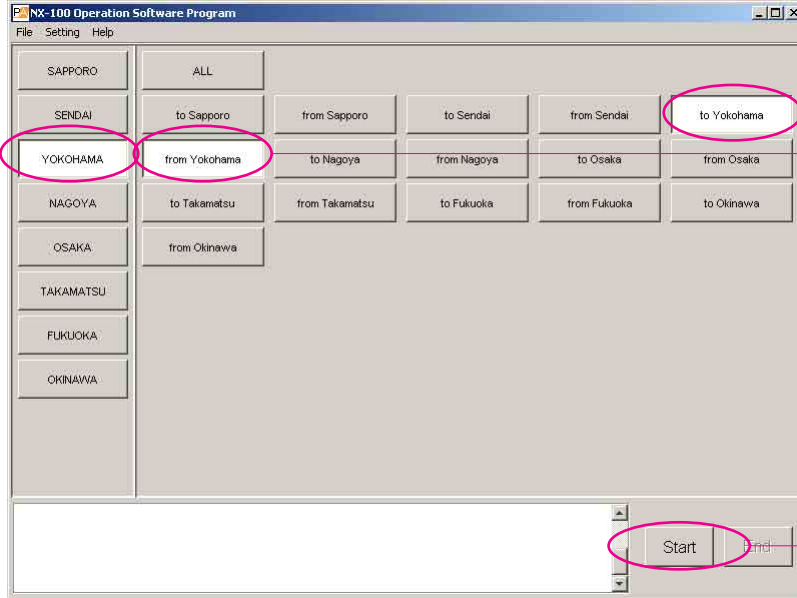 PA NX-100 Operation Software Program
File Setting Help
SAPPORO ALL
SENDAI to Sapporo from Sapporo to Sendai from Sendai to Yokohama
YOKOHAMA from Yokohama to Nagoya from Nagoya to Osaka from Osaka
NAGOYA to Takamatsu from Takamatsu to Fukuoka from Fukuoka to Okinawa
OSAKA from Okinawa
TAKAMATSU
FUKUOKA
OKINAWA
Start End